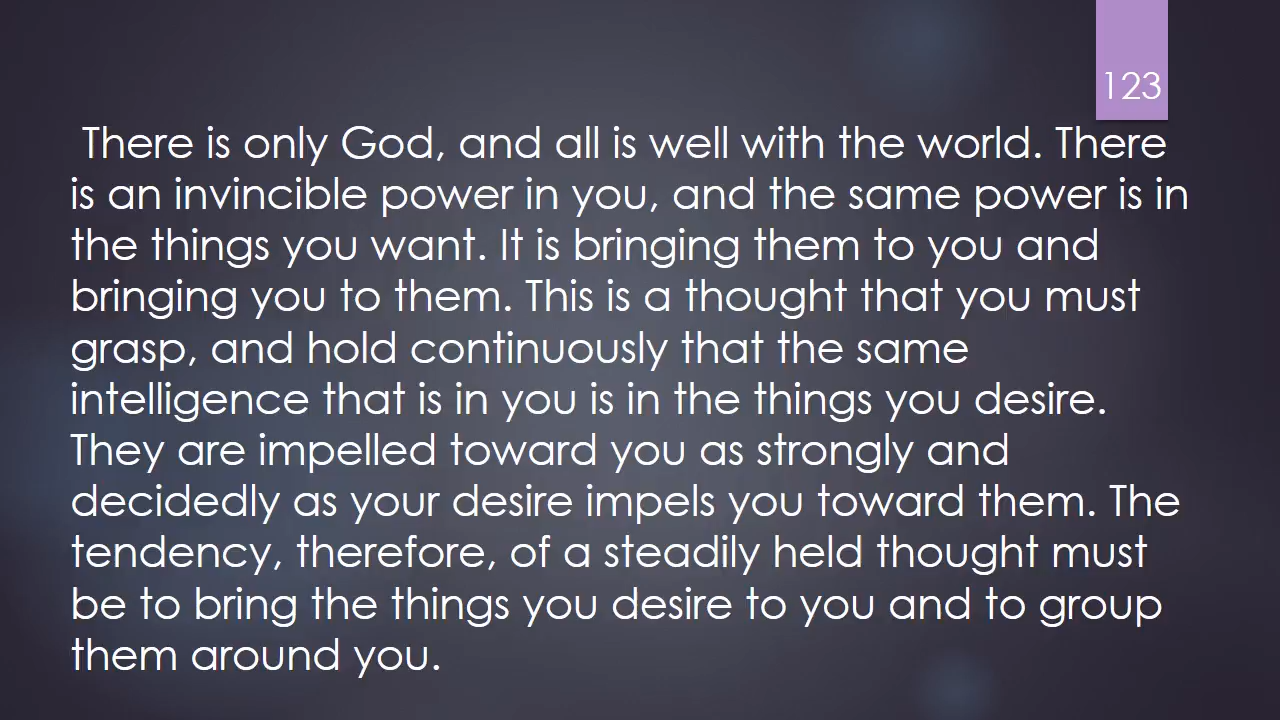 123
There is only God, and all is well with the world. There
is an invincible power in you, and the same power is in
the things you want. It is bringing them to you and
bringing you to them. This is a thought that you must
grasp, and hold continuously that the same
intelligence that is in you is in the things you desire.
They are impelled toward you as strongly and
decidedly as your desire impels you toward them. The
tendency, therefore, of a steadily held thought must
be to bring the things you desire to you and to group
them around you.